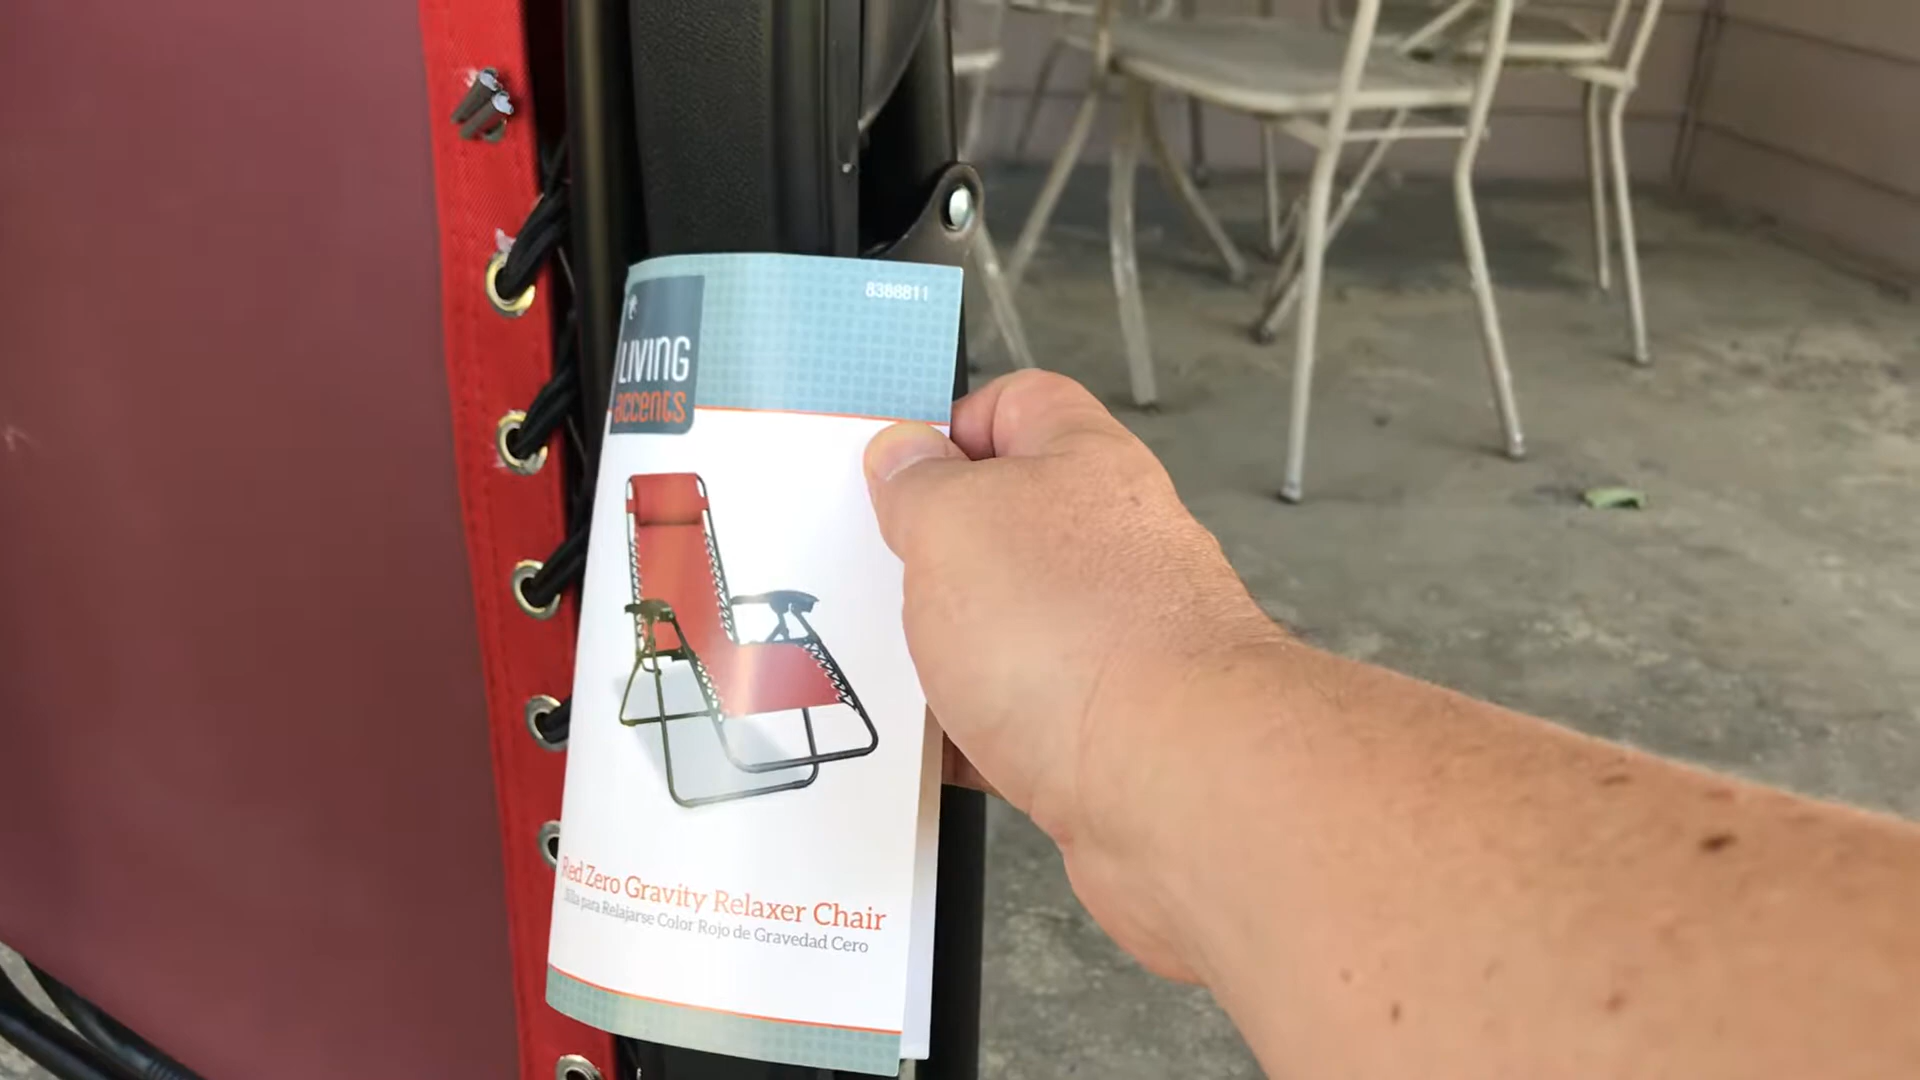 8388811
LIVING
accents
Red Zero Gravity Relaxer Chair
Silla para Relajarse Color Rojo de Gravedad Cero